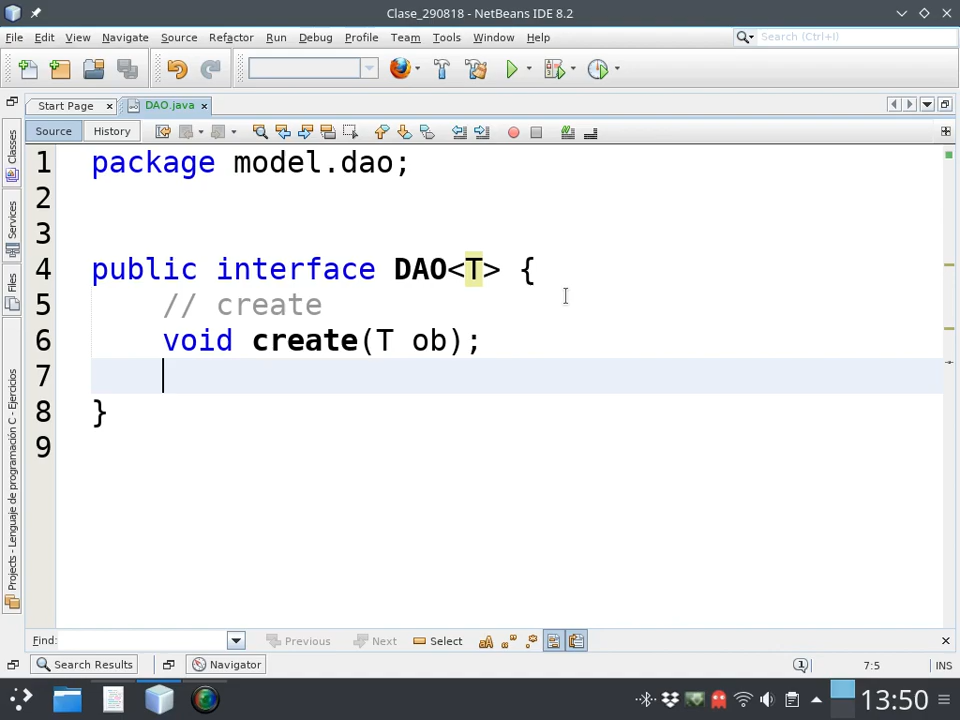 Clase_290818 - NetBeans IDE 8.2
File Edit View Navigate Source Refactor Run Debug Profile Team Tools Window Help
Search (Ctrl+I)
Start Page
DAO.java
Source History
Classes
Services
Files
Projects - Lenguaje de programación C - Ejercicios
1 package model.dao;
2
3
4 public interface DAO<T> {
5 // create
6 void create(T ob);
7
8 }
9
Find: Previous Next Select
Search Results Navigator 1 7:5 INS
13:50